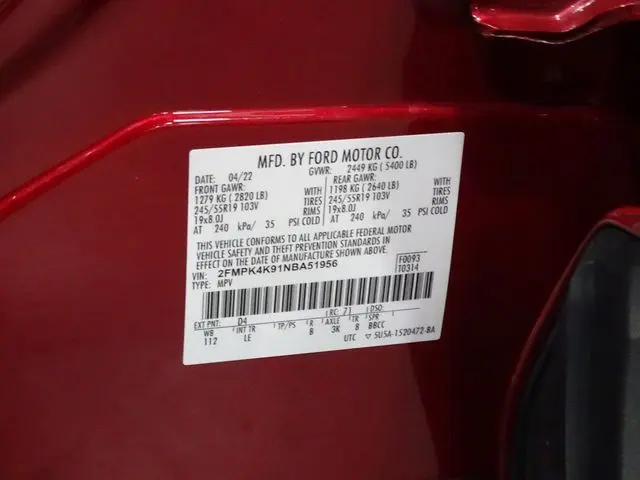 MFD. BY FORD MOTOR CO.
DATE: 04/22 GVWR: 2449 KG ( 5400 LB)
FRONT GAWR: REAR GAWR:
1279 KG ( 2820 LB) WITH 1198 KG ( 2640 LB) WITH
245/55R19 103V TIRES 245/55R19 103V TIRES
19x8.0J RIMS 19x8.0J RIMS
AT 240 kPa/ 35 PSI COLD AT 240 kPa/ 35 PSI COLD
THIS VEHICLE CONFORMS TO ALL APPLICABLE FEDERAL MOTOR
VEHICLE SAFETY AND THEFT PREVENTION STANDARDS IN EFFECT
ON THE DATE OF MANUFACTURE SHOWN ABOVE.
VIN: 2FMPK4K91NBA51956 F0093
TYPE: MPV T0314
EXT PNT: D4 RC: 71 DSO:
WB INT TR TP/PS R AXLE TR SPR
112 LE B 3K 8 BBCC
UTC ▽ 5U5A-1520472-BA